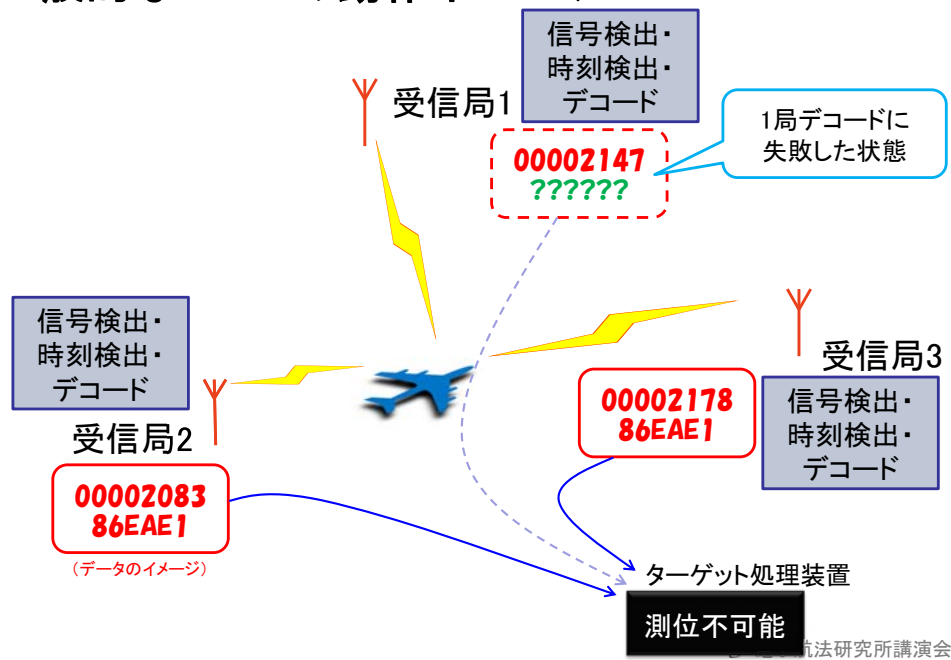 信号検出・
時刻検出・
デコード
受信局1
1局デコードに
失敗した状態
00002147
??????
信号検出・
時刻検出・
デコード
受信局2
00002083
86EAE1
(データのイメージ)
受信局3
00002178
86EAE1
信号検出・
時刻検出・
デコード
ターゲット処理装置
測位不可能
航法研究所講演会